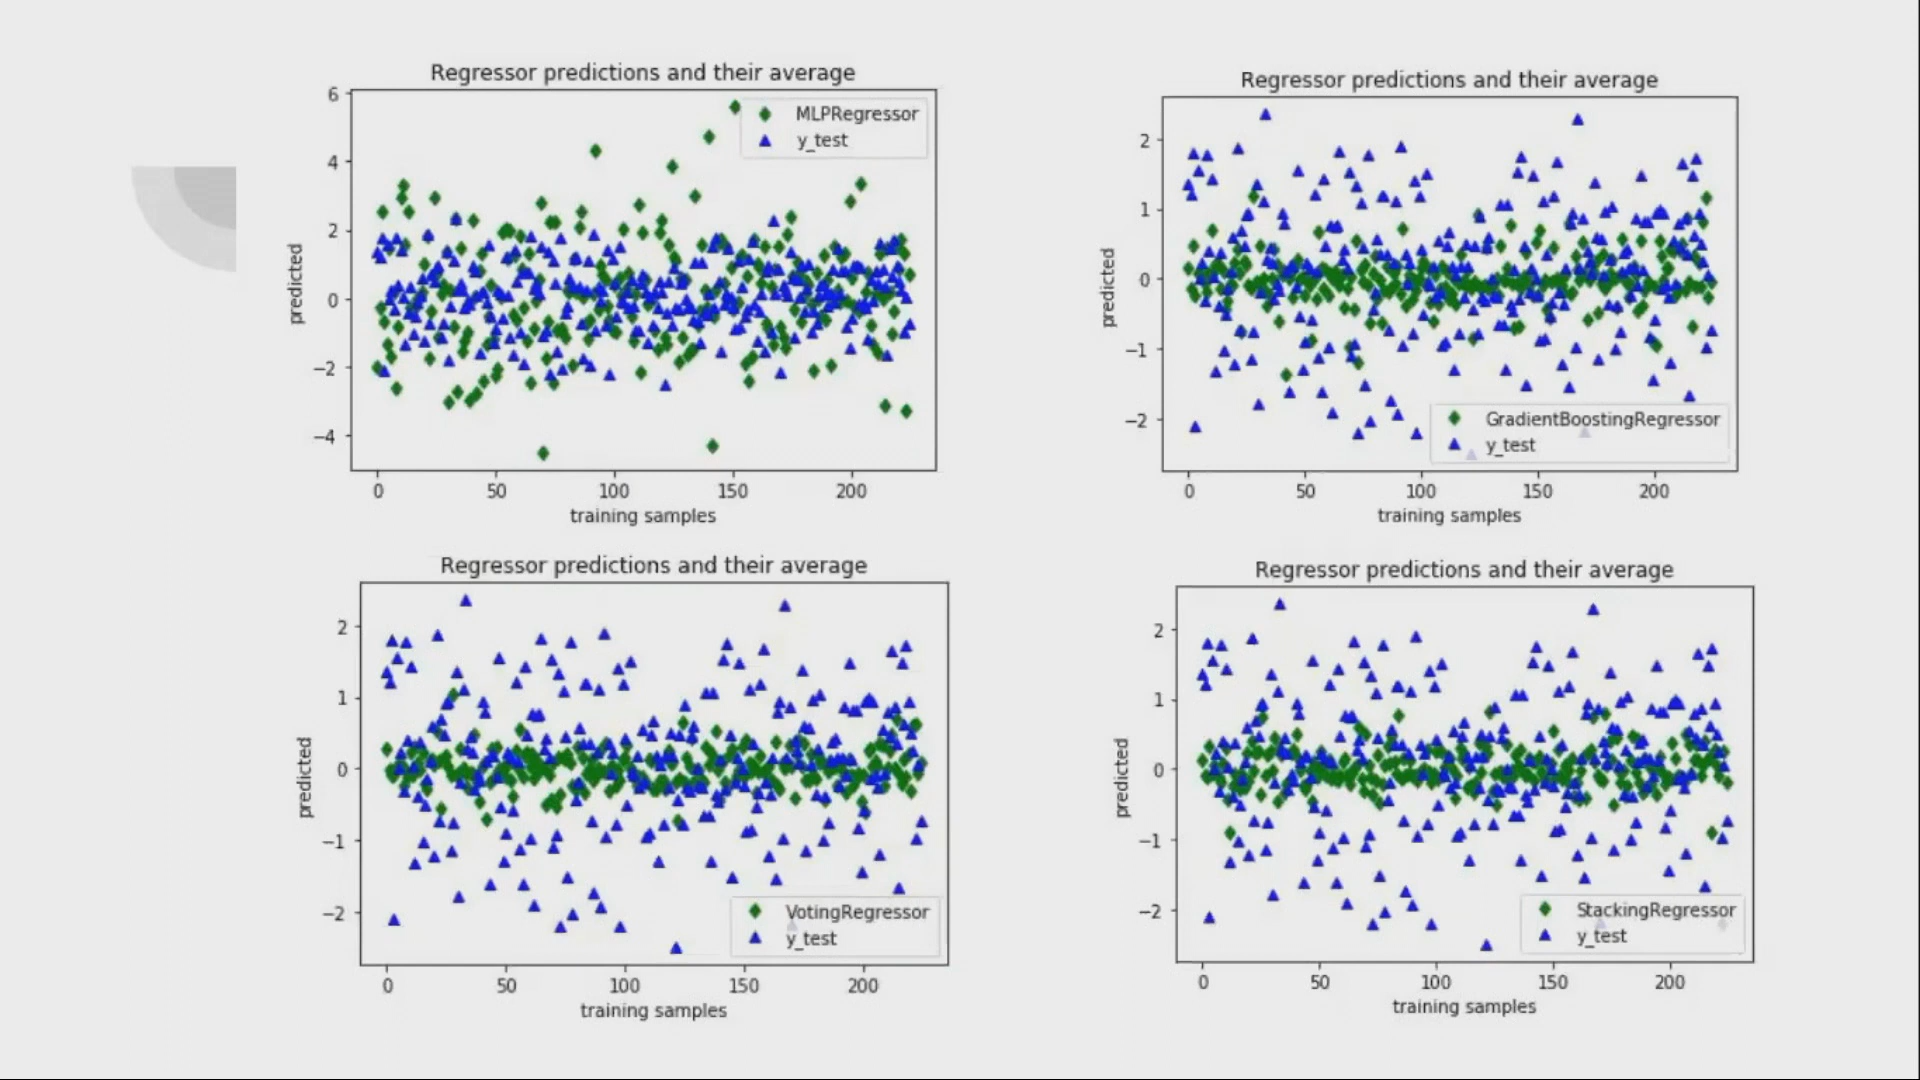 Regressor predictions and their average
6
4
2
0
−2
−4
predicted
MLPRegressor
y_test
0 50 100 150 200
training samples
Regressor predictions and their average
2
1
0
−1
−2
predicted
GradientBoostingRegressor
y_test
0 50 100 150 200
training samples
Regressor predictions and their average
2
1
0
−1
−2
predicted
VotingRegressor
y_test
0 50 100 150 200
training samples
Regressor predictions and their average
2
1
0
−1
−2
predicted
StackingRegressor
y_test
0 50 100 150 200
training samples